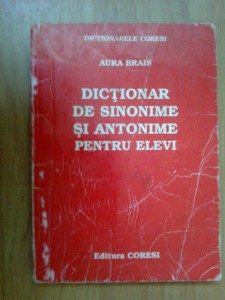 DICȚIONARELE CORESI
AURA BRAIS
DICȚIONAR
DE SINONIME
ȘI ANTONIME
PENTRU ELEVI
Editura CORESI